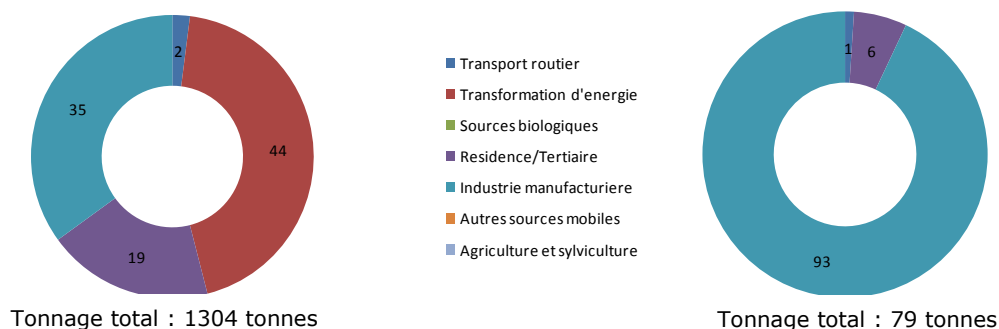 2
35
44
19
Tonnage total : 1304 tonnes
Transport routier
Transformation d'energie
Sources biologiques
Residence/Tertiaire
Industrie manufacturiere
Autres sources mobiles
Agriculture et sylviculture
1
6
93
Tonnage total : 79 tonnes